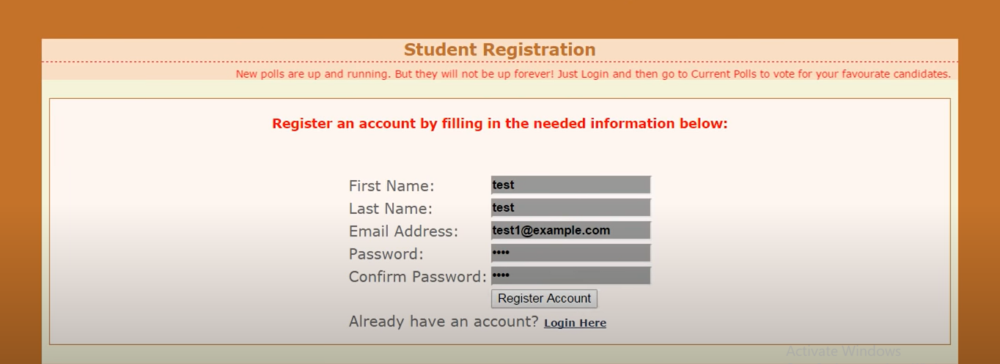 Student Registration
New polls are up and running. But they will not be up forever! Just Login and then go to Current Polls to vote for your favourate candidates.
Register an account by filling in the needed information below:
First Name: test
Last Name: test
Email Address: test1@example.com
Password: ••••
Confirm Password: ••••
Register Account
Already have an account? Login Here
Activate Windows